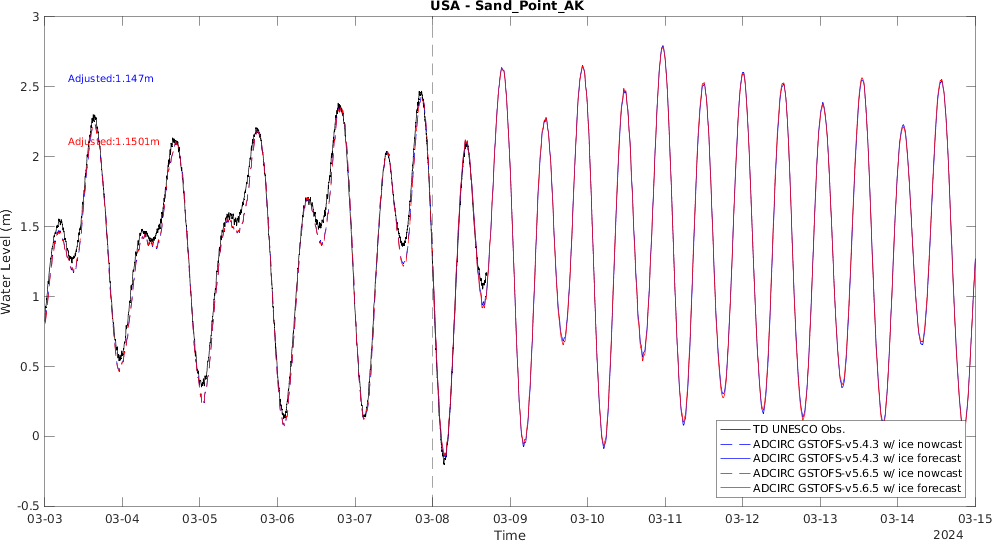 USA - Sand_Point_AK
Adjusted:1.147m
Adjusted:1.1501m
Water Level (m)
3
2.5
2
1.5
1
0.5
0
-0.5
TD UNESCO Obs.
ADCIRC GSTOFS-v5.4.3 w/ ice nowcast
ADCIRC GSTOFS-v5.4.3 w/ ice forecast
ADCIRC GSTOFS-v5.6.5 w/ ice nowcast
ADCIRC GSTOFS-v5.6.5 w/ ice forecast
03-03 03-04 03-05 03-06 03-07 03-08 03-09 03-10 03-11 03-12 03-13 03-14 03-15
Time
2024